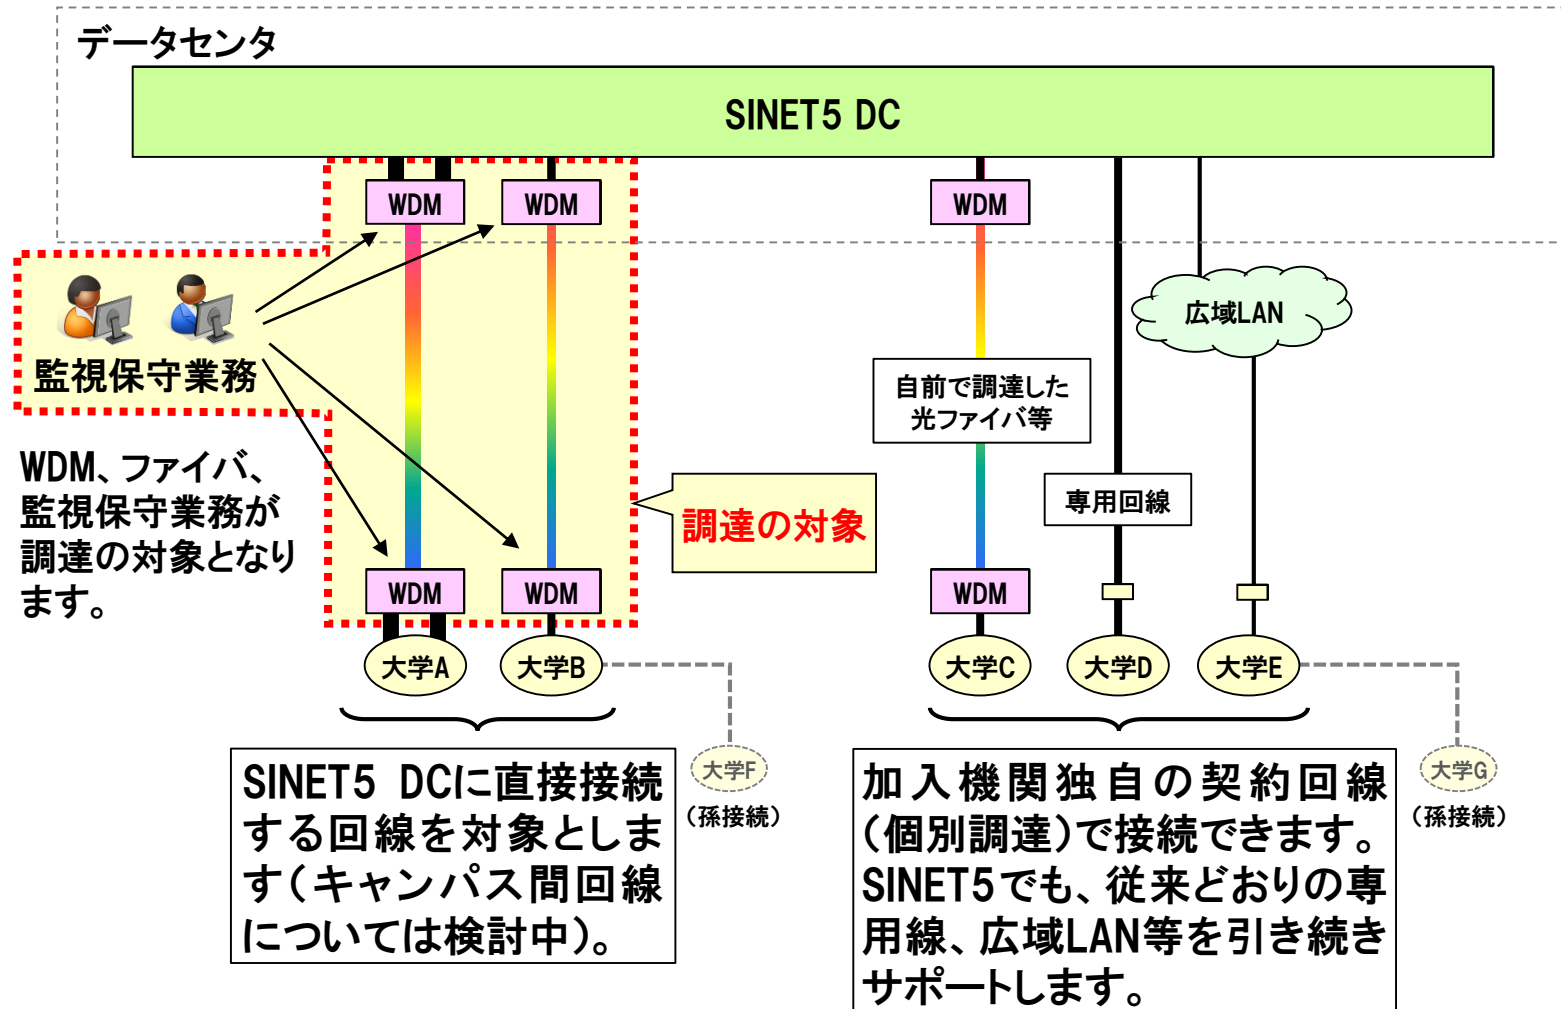 データセンタ
SINET5 DC
WDM
WDM
WDM
広域LAN
監視保守業務
自前で調達した
光ファイバ等
WDM、ファイバ、
監視保守業務が
調達の対象となり
ます。
調達の対象
専用回線
WDM
WDM
WDM
大学A
大学B
大学C
大学D
大学E
大学F
(孫接続)
大学G
(孫接続)
SINET5 DCに直接接続
する回線を対象としま
す(キャンパス間回線
については検討中)。
加入機関独自の契約回線
(個別調達)で接続できます。
SINET5でも、従来どおりの専
用線、広域LAN等を引き続き
サポートします。